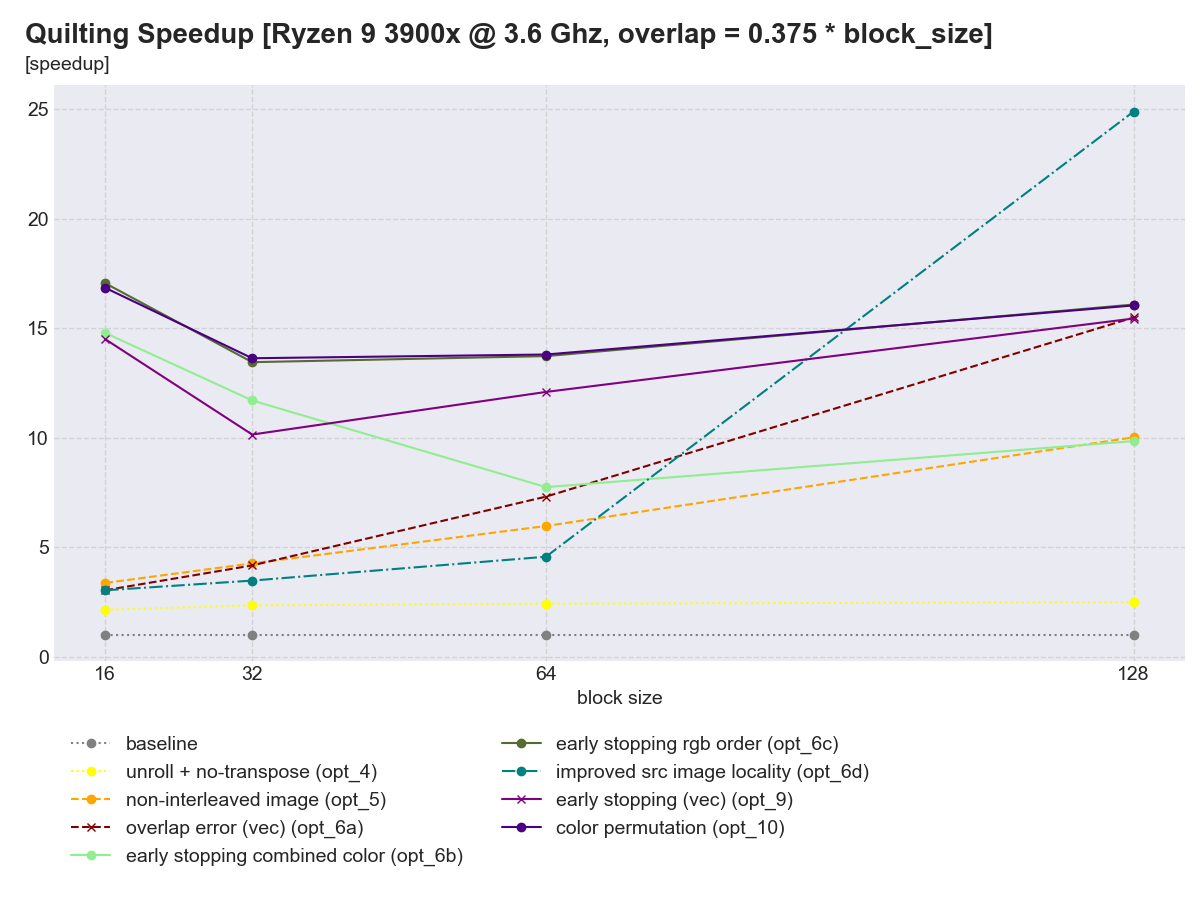 Quilting Speedup [Ryzen 9 3900x @ 3.6 Ghz, overlap = 0.375 * block_size]
[speedup]
25
20
15
10
5
0
16 32 64 128
block size
baseline
unroll + no-transpose (opt_4)
non-interleaved image (opt_5)
overlap error (vec) (opt_6a)
early stopping combined color (opt_6b)
early stopping rgb order (opt_6c)
improved src image locality (opt_6d)
early stopping (vec) (opt_9)
color permutation (opt_10)